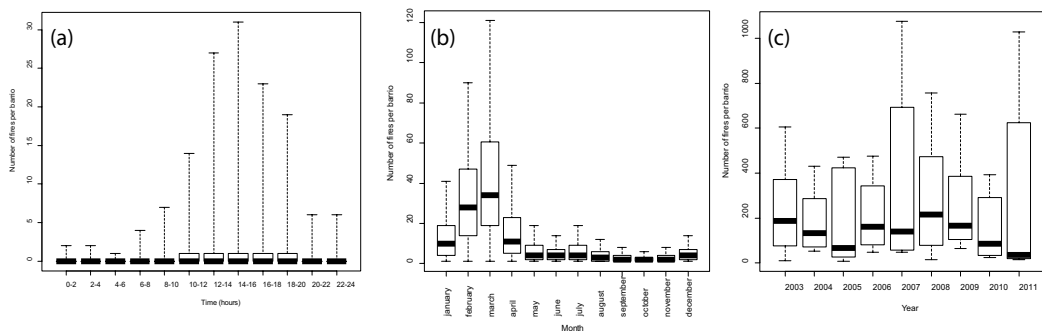 (a)
Number of fires per barrio
30
25
20
15
10
5
0
0-2 2-4 4-6 6-8 8-10 10-12 12-14 14-16 16-18 18-20 20-22 22-24
Time (hours)
(b)
Number of fires per barrio
120
100
80
60
40
20
0
january february march april may june july august september october november december
Month
(c)
Number of fires per barrio
1000
800
600
400
200
0
2003 2004 2005 2006 2007 2008 2009 2010 2011
Year